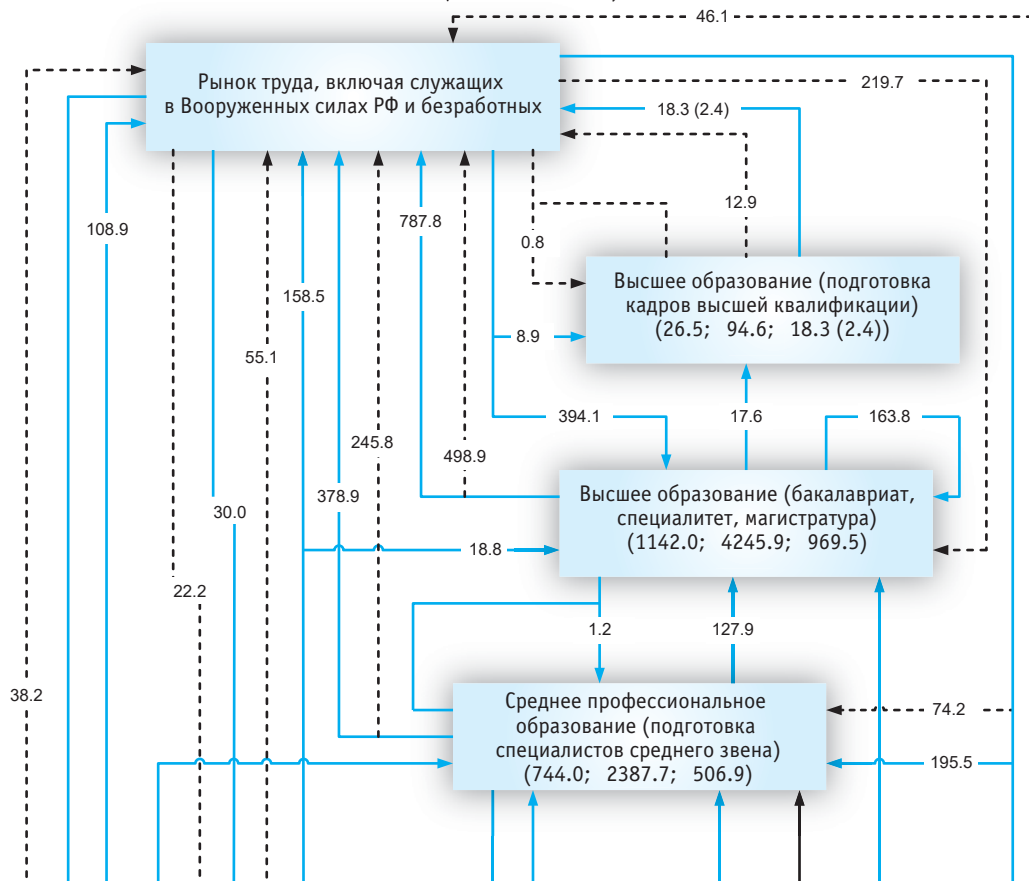 46.1
Рынок труда, включая служащих
в Вооруженных силах РФ и безработных
219.7
18.3 (2.4)
12.9
108.9
787.8
0.8
158.5
Высшее образование (подготовка
кадров высшей квалификации)
(26.5; 94.6; 18.3 (2.4))
8.9
55.1
394.1
17.6
163.8
245.8
498.9
378.9
Высшее образование (бакалавриат,
специалитет, магистратура)
(1142.0; 4245.9; 969.5)
30.0
18.8
22.2
1.2
127.9
38.2
Среднее профессиональное
образование (подготовка
специалистов среднего звена)
(744.0; 2387.7; 506.9)
74.2
195.5